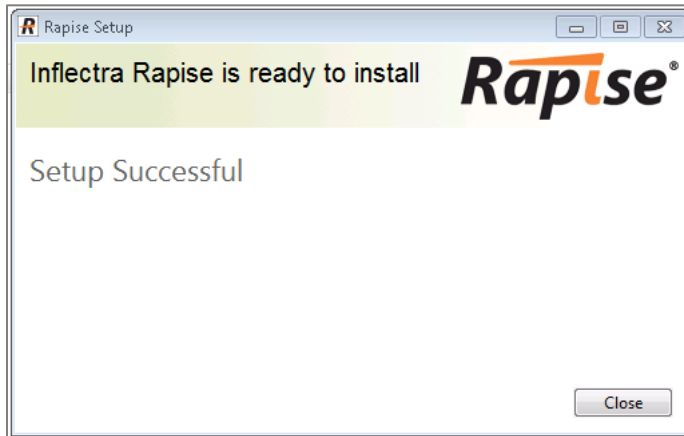 R Rapise Setup
Inflectra Rapise is ready to install
Rapise®
Setup Successful
Close